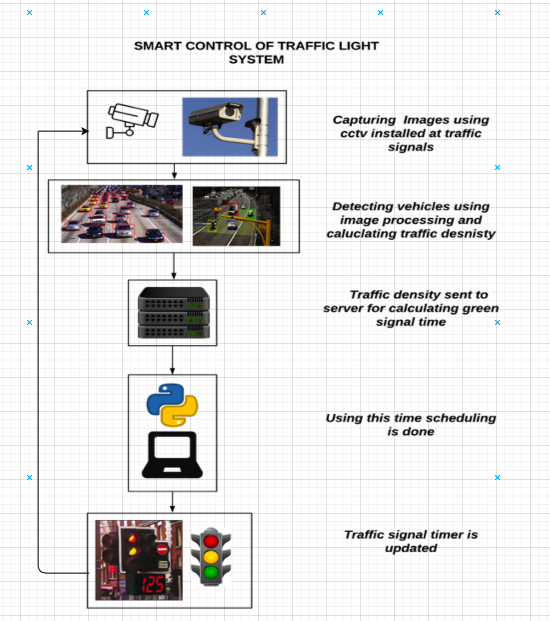 SMART CONTROL OF TRAFFIC LIGHT
SYSTEM
Capturing Images using
cctv installed at traffic
signals
Detecting vehicles using
image processing and
caluclating traffic desnisty
Traffic density sent to
server for calculating green
signal time
Using this time scheduling
is done
Traffic signal timer is
updated
125